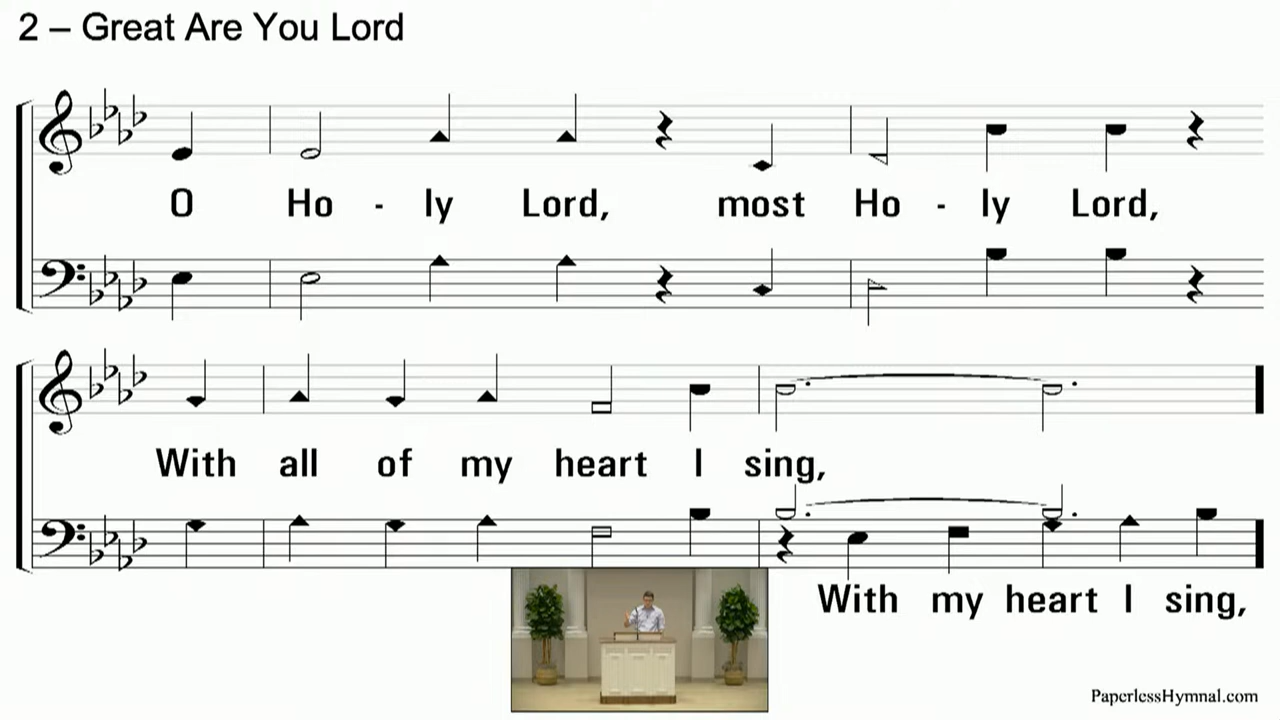 2 – Great Are You Lord
O Ho - ly Lord, most Ho - ly Lord,
With all of my heart I sing,
With my heart I sing,
PaperlessHymnal.com